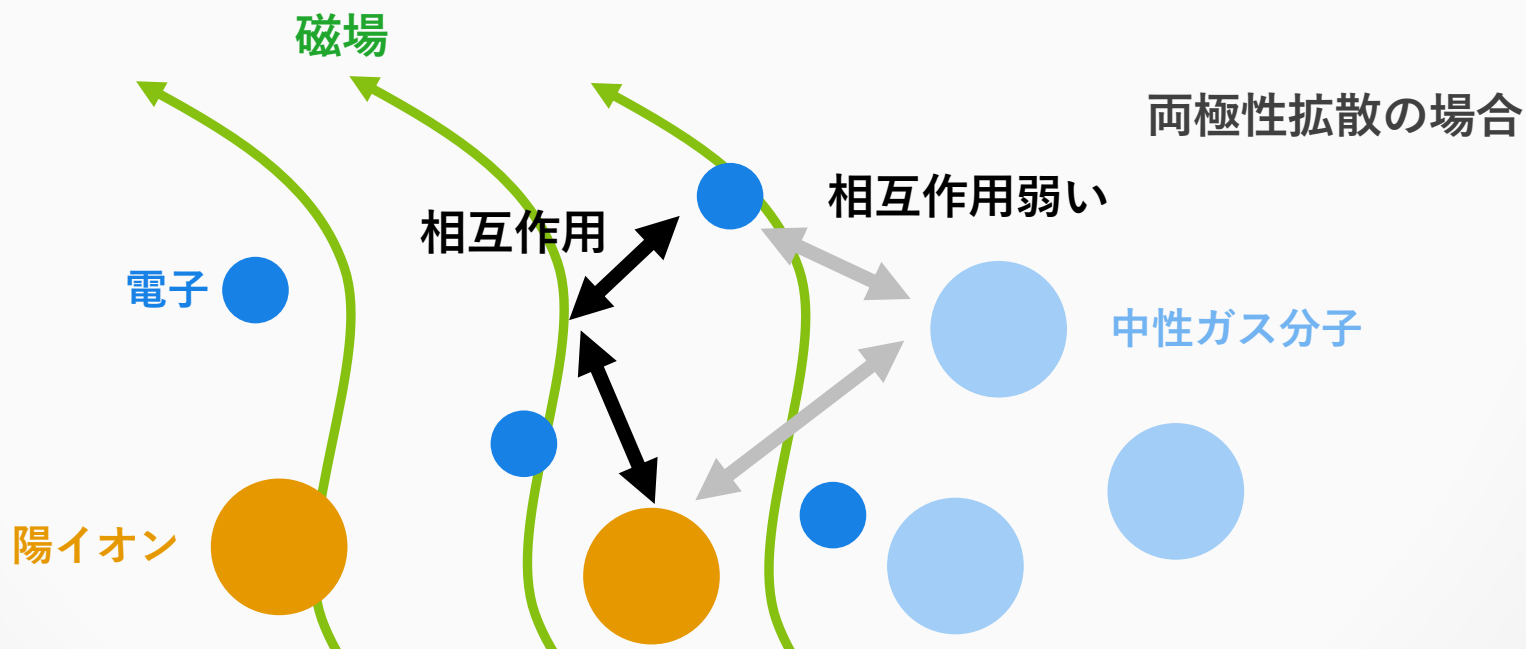 磁場
両極性拡散の場合
相互作用弱い
相互作用
電子
中性ガス分子
陽イオン